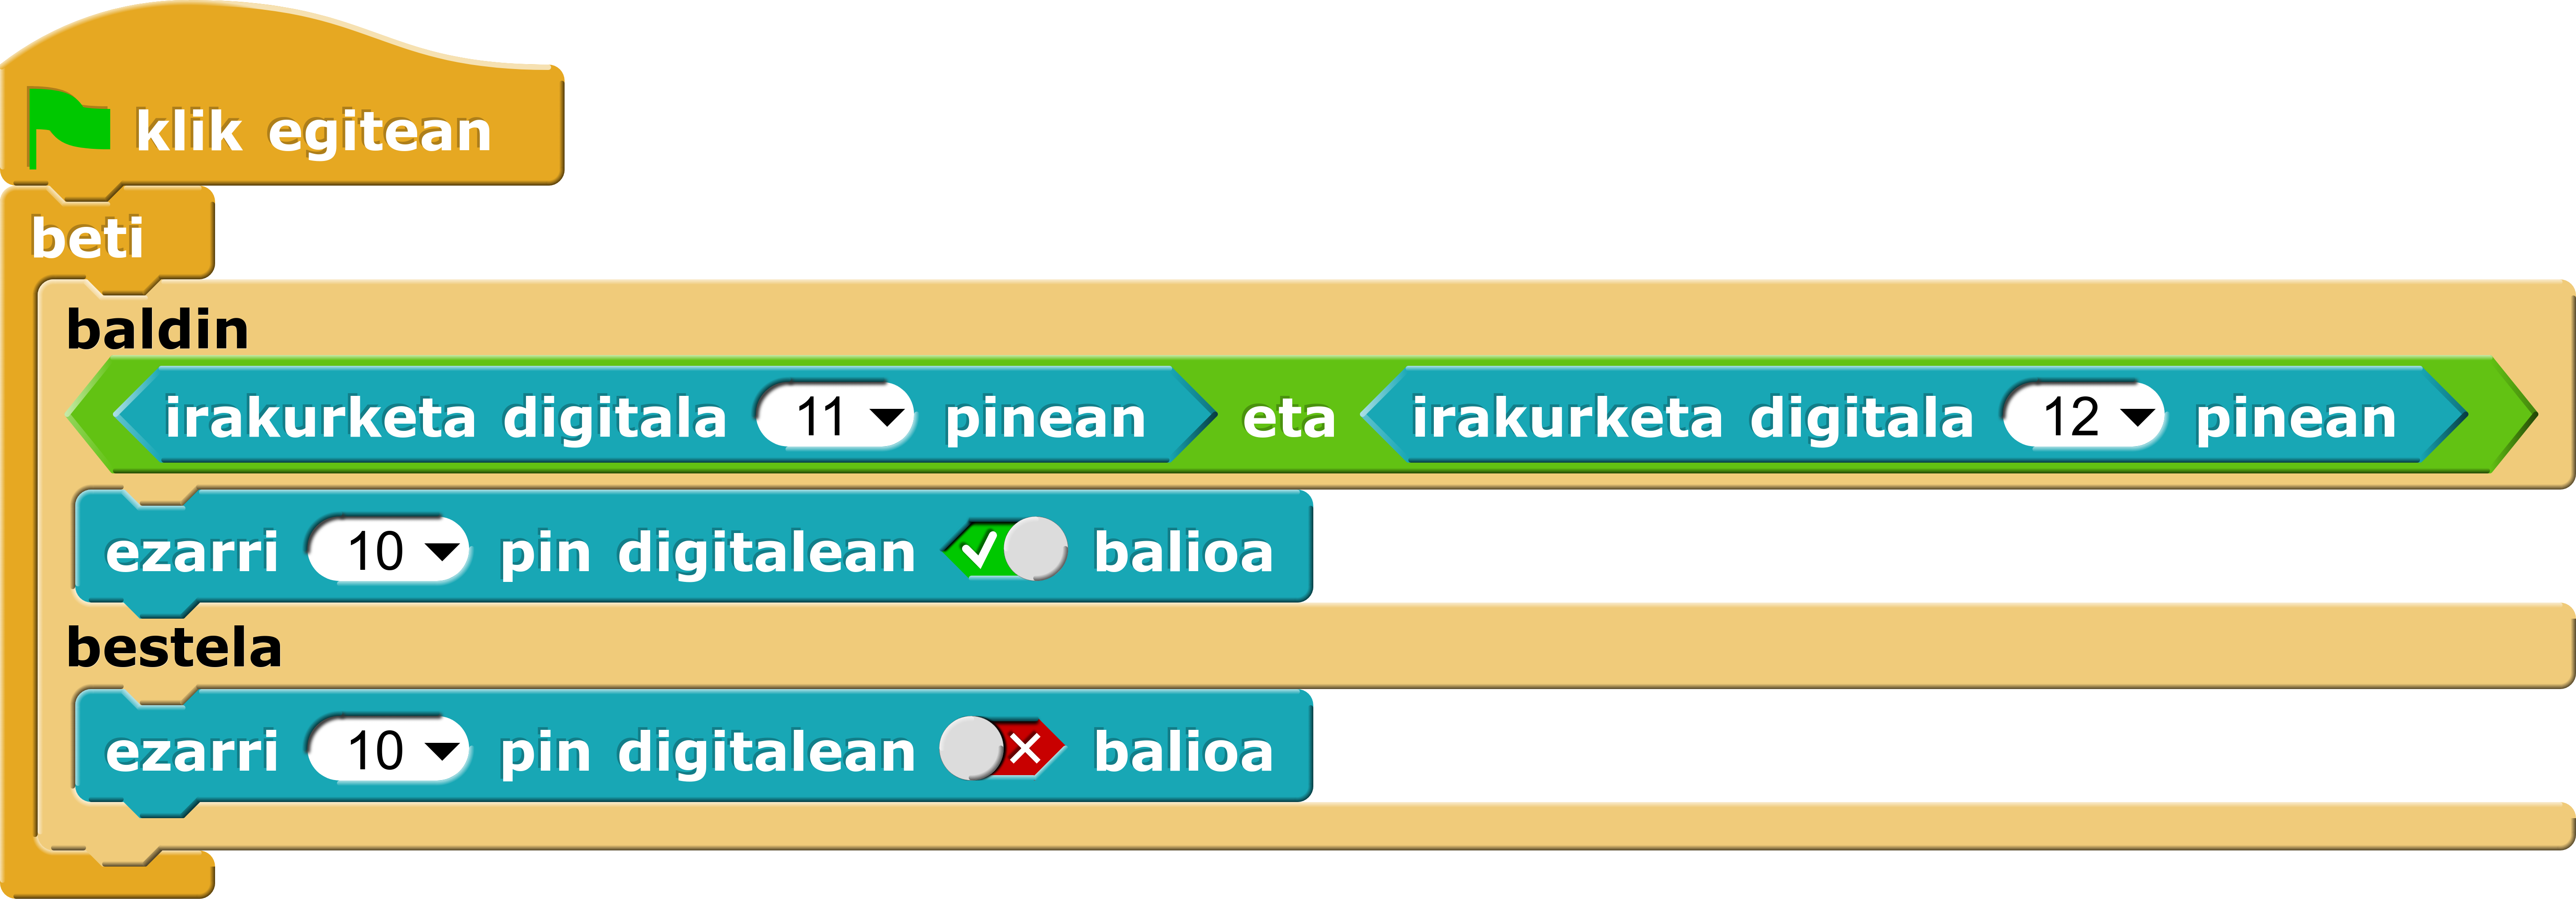 klik egitean
beti
baldin
irakurketa digitala 11 pinean eta irakurketa digitala 12 pinean
ezarri 10 pin digitalean balioa
bestela
ezarri 10 pin digitalean balioa